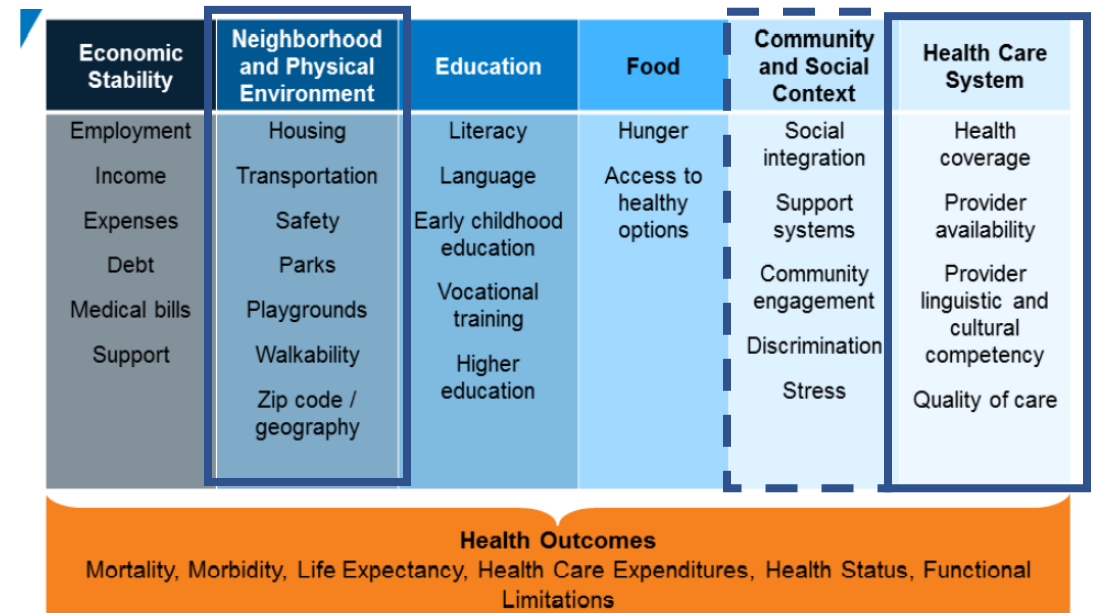 Economic
Stability
Neighborhood
and Physical
Environment
Education
Food
Community
and Social
Context
Health Care
System
Employment
Income
Expenses
Debt
Medical bills
Support
Housing
Transportation
Safety
Parks
Playgrounds
Walkability
Zip code /
geography
Literacy
Language
Early childhood
education
Vocational
training
Higher
education
Hunger
Access to
healthy
options
Social
integration
Support
systems
Community
engagement
Discrimination
Stress
Health
coverage
Provider
availability
Provider
linguistic and
cultural
competency
Quality of care
Health Outcomes
Mortality, Morbidity, Life Expectancy, Health Care Expenditures, Health Status, Functional
Limitations